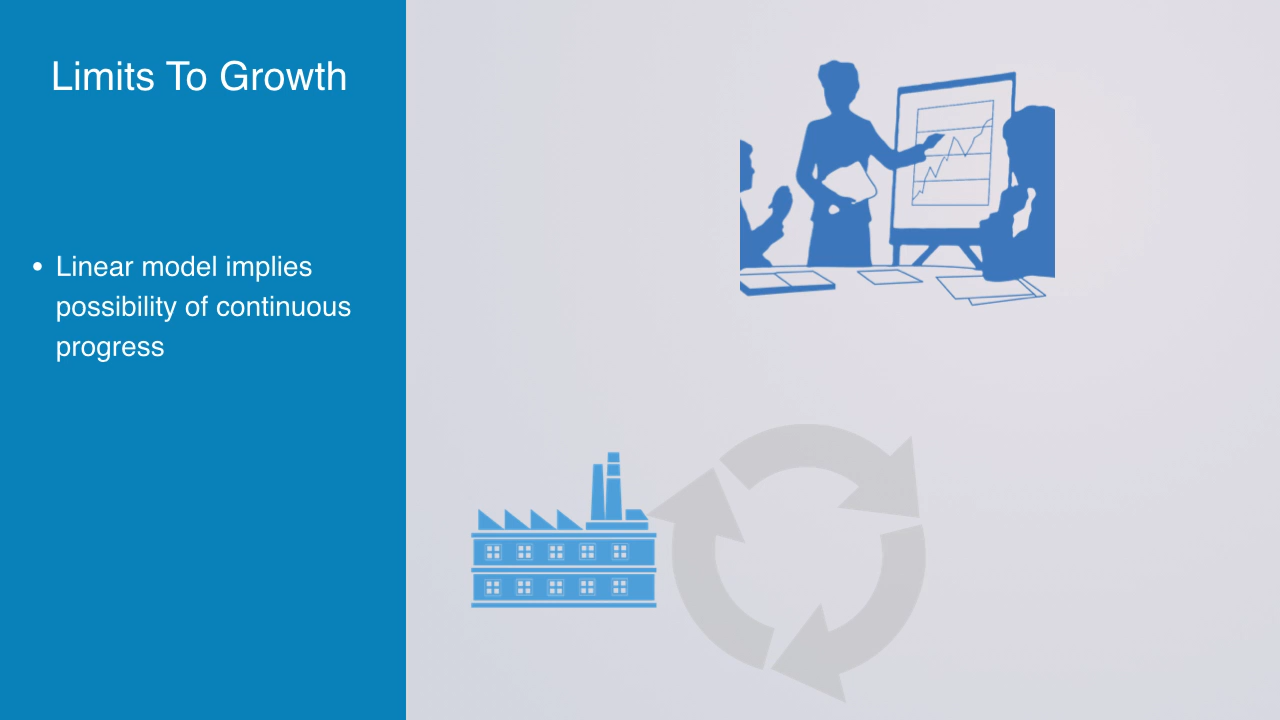 Limits To Growth
• Linear model implies
possibility of continuous
progress